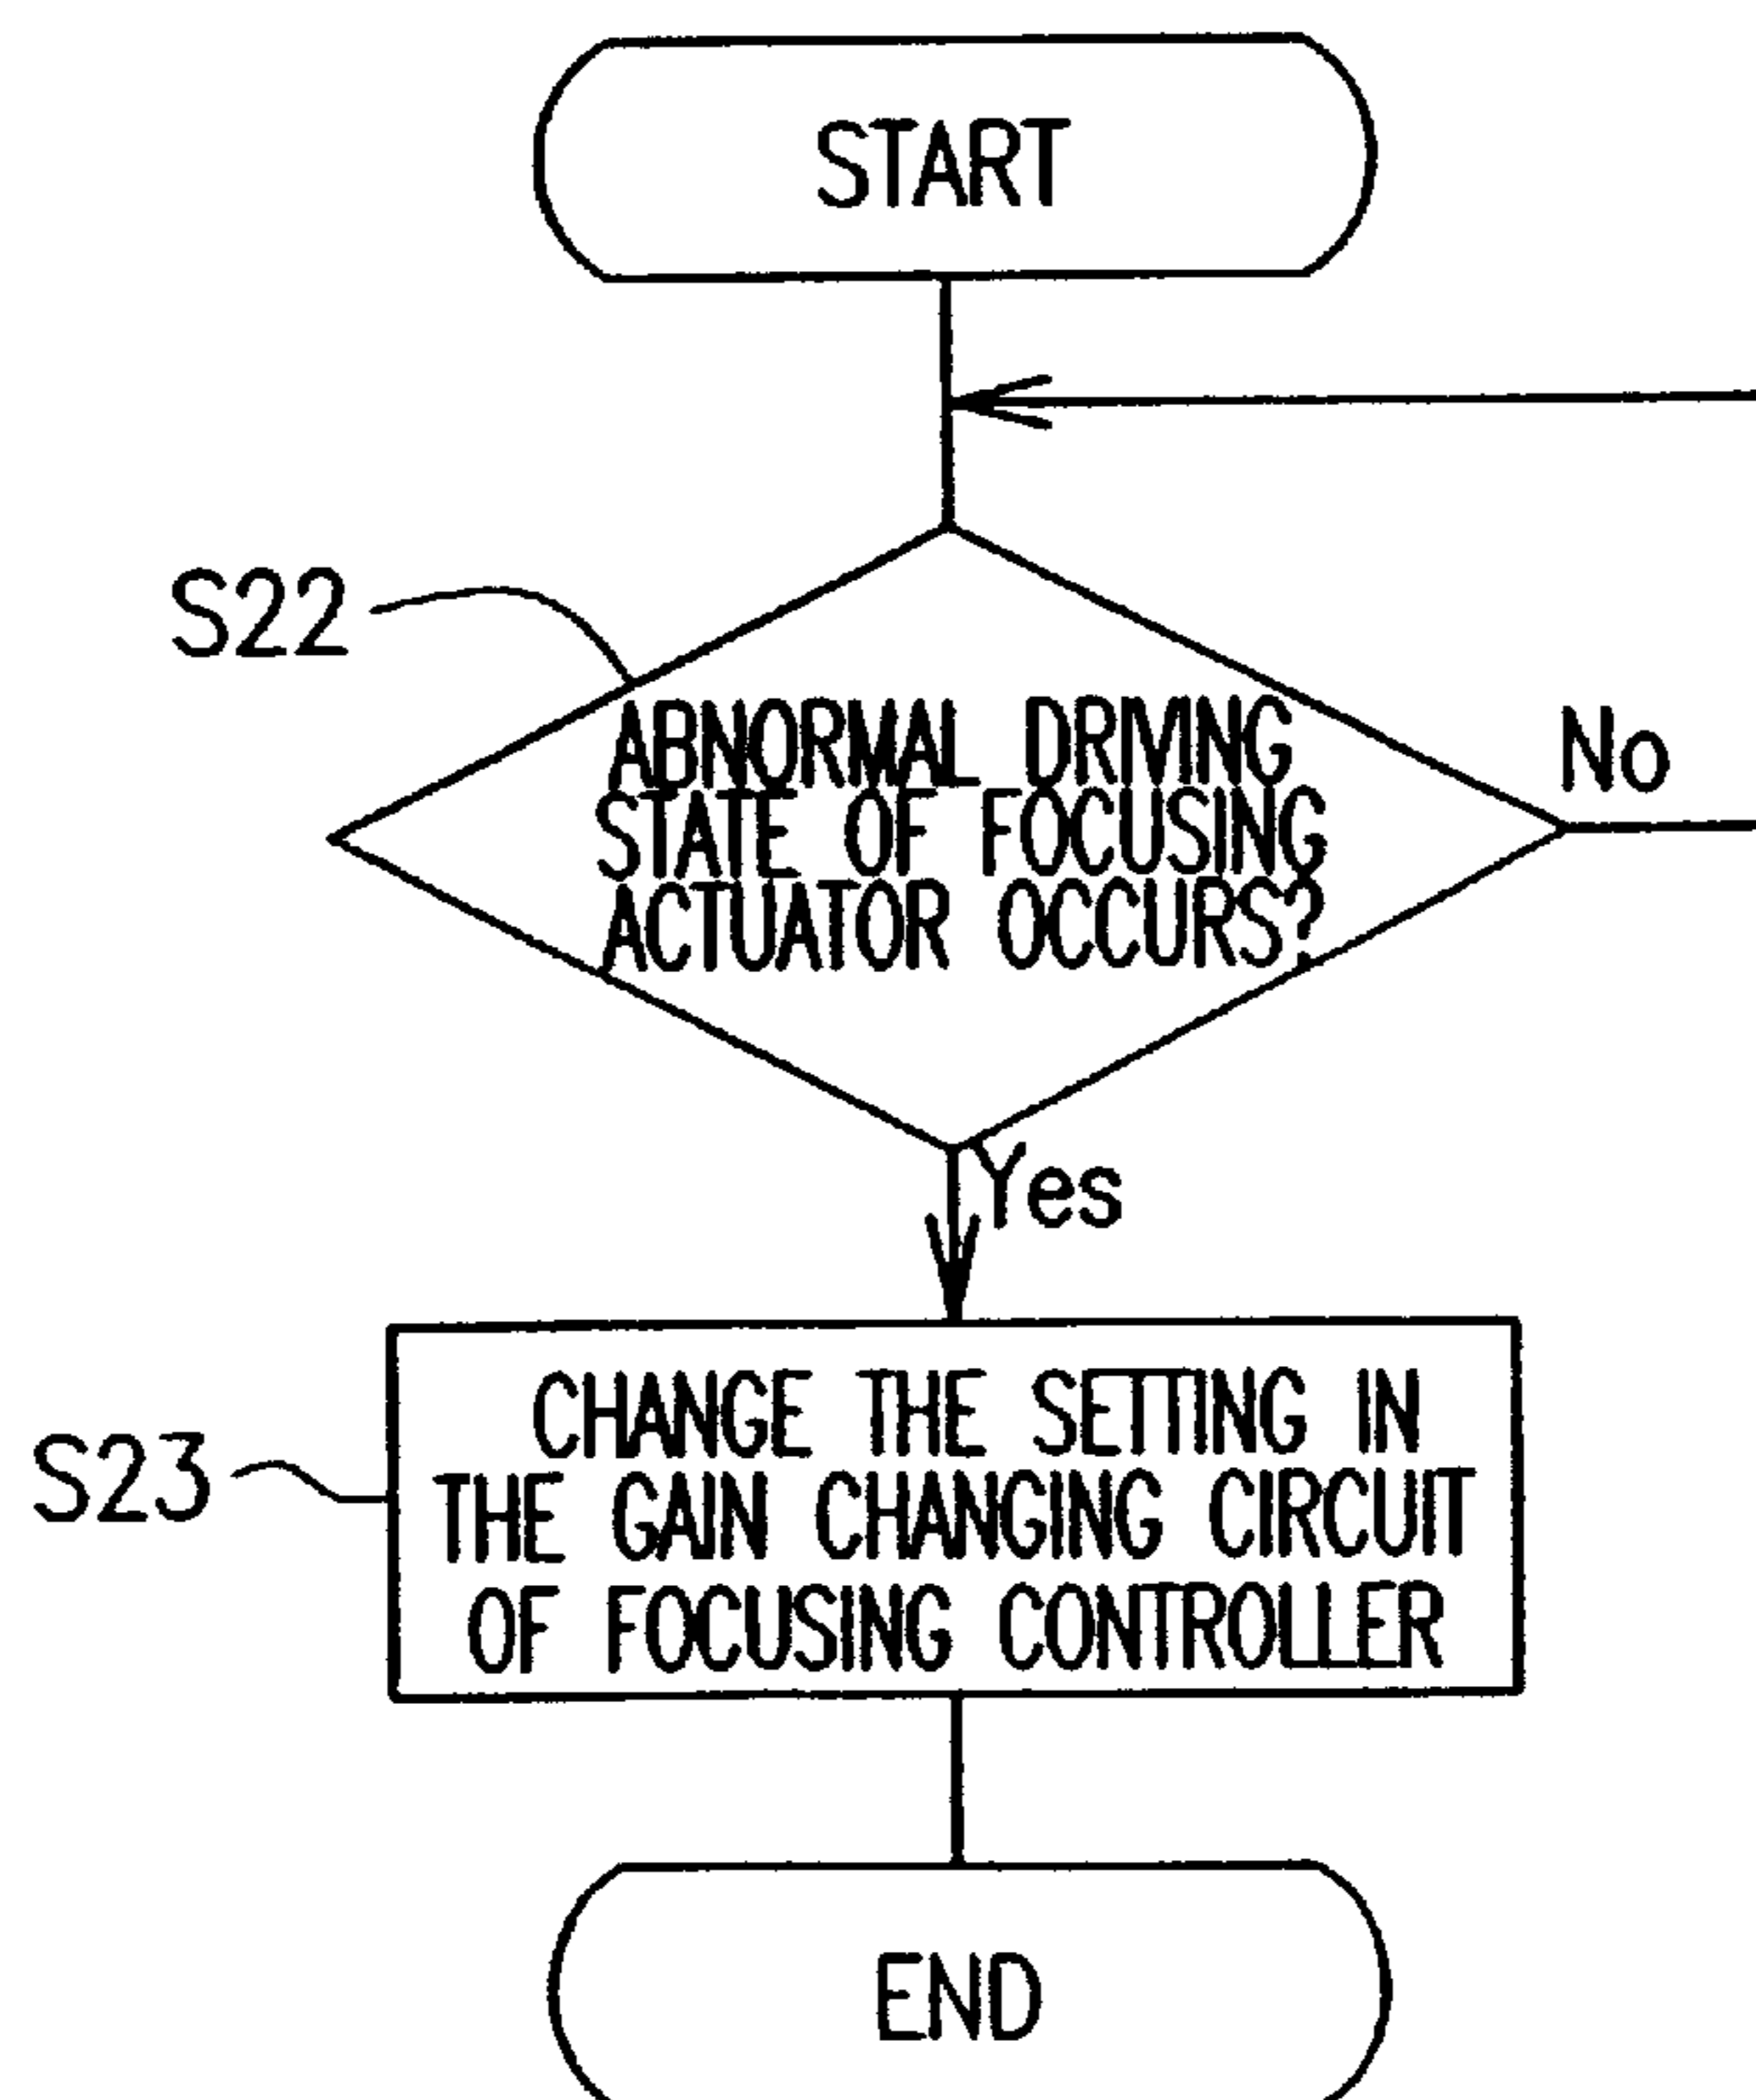 START
S22
ABNORMAL DRIVING
STATE OF FOCUSING
ACTUATOR OCCURS?
No
Yes
S23
CHANGE THE SETTING IN
THE GAIN CHANGING CIRCUIT
OF FOCUSING CONTROLLER
END